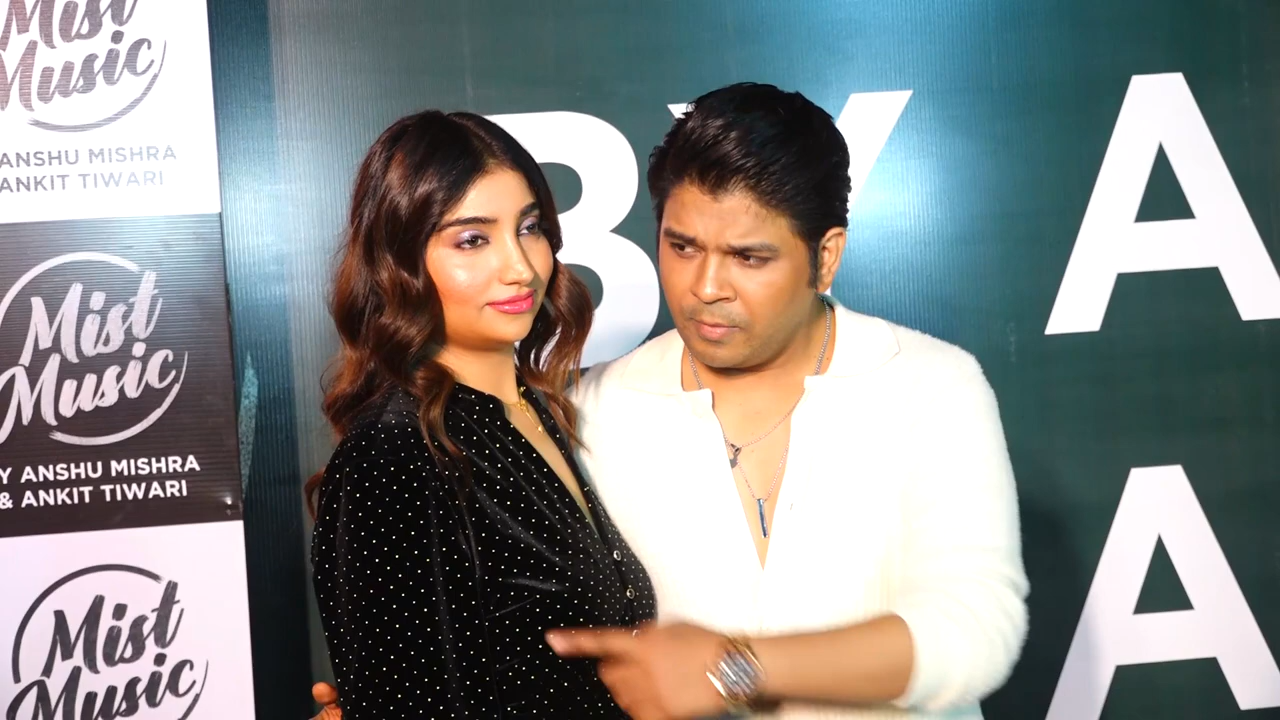 Mist
Music
ANSHU MISHRA
ANKIT TIWARI
Mist
Music
Y ANSHU MISHRA
& ANKIT TIWARI
Mist
Music
BY A
A